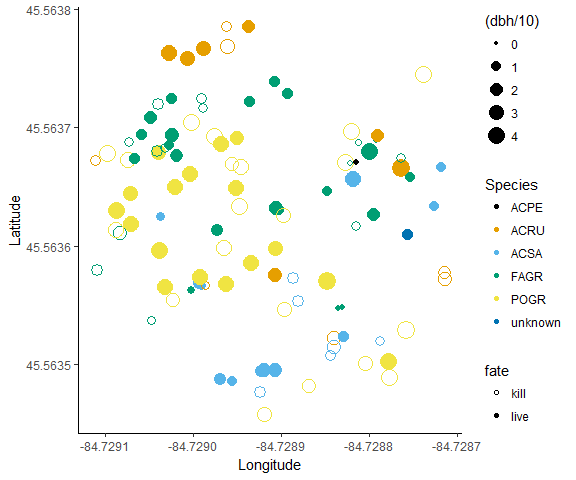 45.5638
45.5637
45.5636
45.5635
Latitude
-84.7291
-84.7290
-84.7289
-84.7288
-84.7287
Longitude
(dbh/10)
0
1
2
3
4
Species
ACPE
ACRU
ACSA
FAGR
POGR
unknown
fate
kill
live